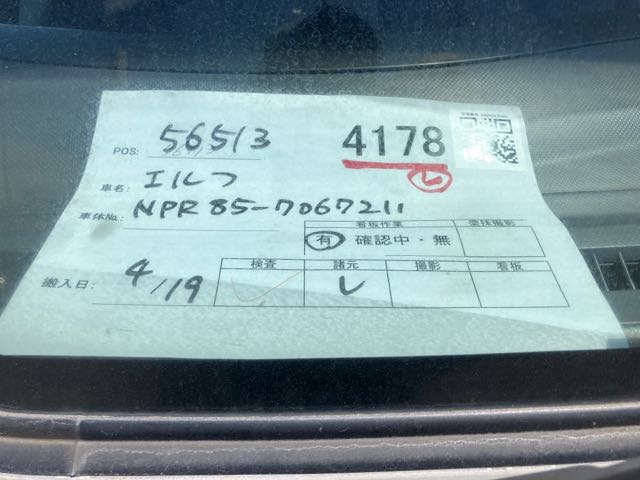 POS: 56513
4178
レ
車名: エルフ
車体No.: NPR85-7067211
看板作業 塗抹撮影
有 確認中・無
搬入日: 4/19
検査 諸元 撮影 看板
レ